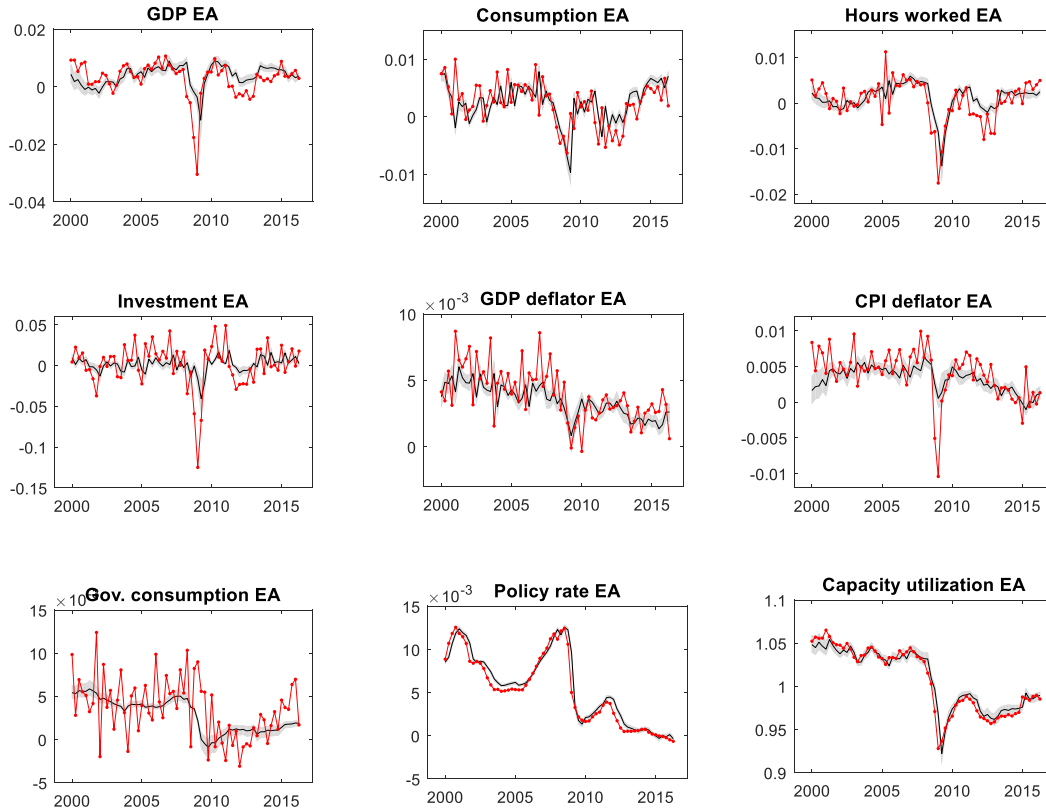 GDP EA
0.02
0
-0.02
-0.04
2000 2005 2010 2015
Consumption EA
0.01
0
-0.01
2000 2005 2010 2015
Hours worked EA
0.01
0
-0.01
-0.02
2000 2005 2010 2015
Investment EA
0.05
0
-0.05
-0.1
-0.15
2000 2005 2010 2015
×10-3
GDP deflator EA
10
5
0
2000 2005 2010 2015
CPI deflator EA
0.01
0.005
0
-0.005
-0.01
2000 2005 2010 2015
×10
Gov. consumption EA
15
10
5
0
-5
2000 2005 2010 2015
×10-3
Policy rate EA
15
10
5
0
-5
2000 2005 2010 2015
Capacity utilization EA
1.1
1.05
1
0.95
0.9
2000 2005 2010 2015